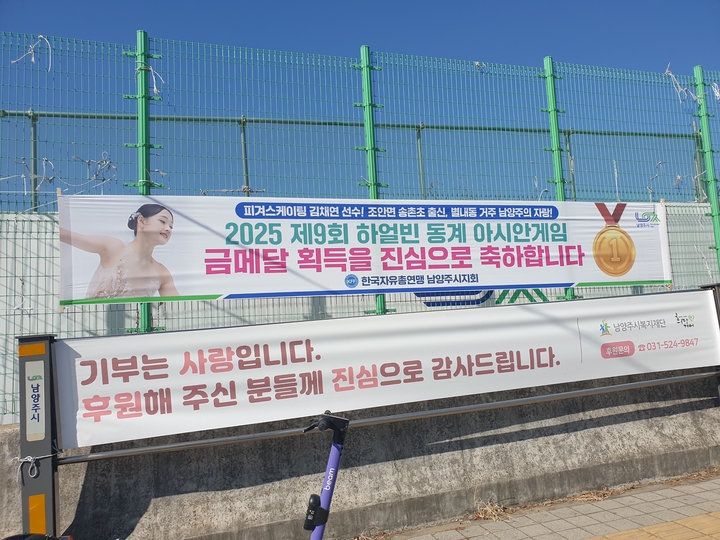 피겨스케이팅 김채연 선수! 조안면 송촌초 출신, 별내동 거주 남양주의 자랑!
2025 제9회 하얼빈 동계 아시안게임
금메달 획득을 진심으로 축하합니다
한국자유총연맹 남양주시지회
1
기부는 사랑입니다.
후원해 주신 분들께 진심으로 감사드립니다.
남양주시복지재단
후원문의 ☎ 031-524-9847
남양주시
beam